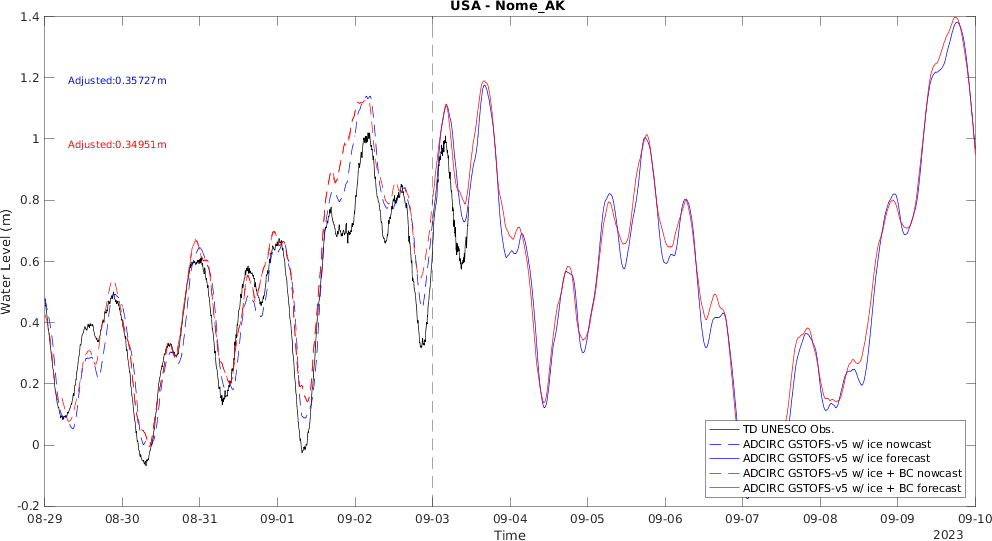 USA - Nome_AK
1.4
1.2
1
0.8
0.6
0.4
0.2
0
-0.2
Water Level (m)
Adjusted:0.35727m
Adjusted:0.34951m
TD UNESCO Obs.
ADCIRC GSTOFS-v5 w/ ice nowcast
ADCIRC GSTOFS-v5 w/ ice forecast
ADCIRC GSTOFS-v5 w/ ice + BC nowcast
ADCIRC GSTOFS-v5 w/ ice + BC forecast
08-29 08-30 08-31 09-01 09-02 09-03 09-04 09-05 09-06 09-07 09-08 09-09 09-10
Time
2023